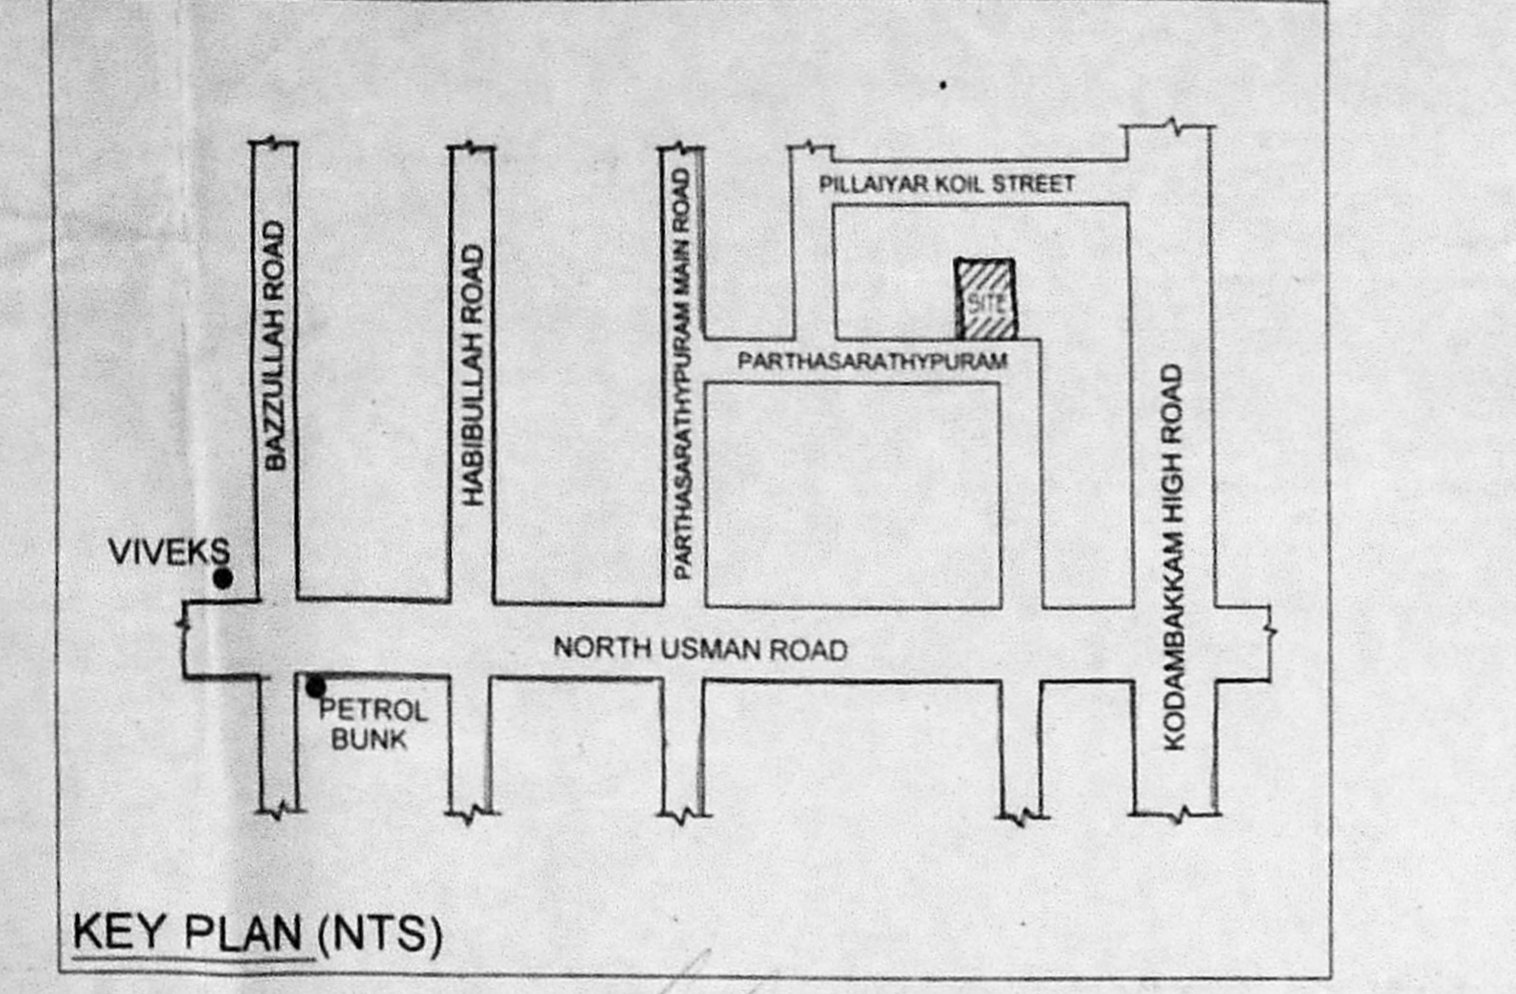 PILLAIYAR KOIL STREET
SITE
PARTHASARATHYPURAM
BAZZULLAH ROAD
HABIBULLAH ROAD
PARTHASARATHYPURAM MAIN ROAD
KODAMBAKKAM HIGH ROAD
VIVEKS
NORTH USMAN ROAD
PETROL
BUNK
KEY PLAN (NTS)